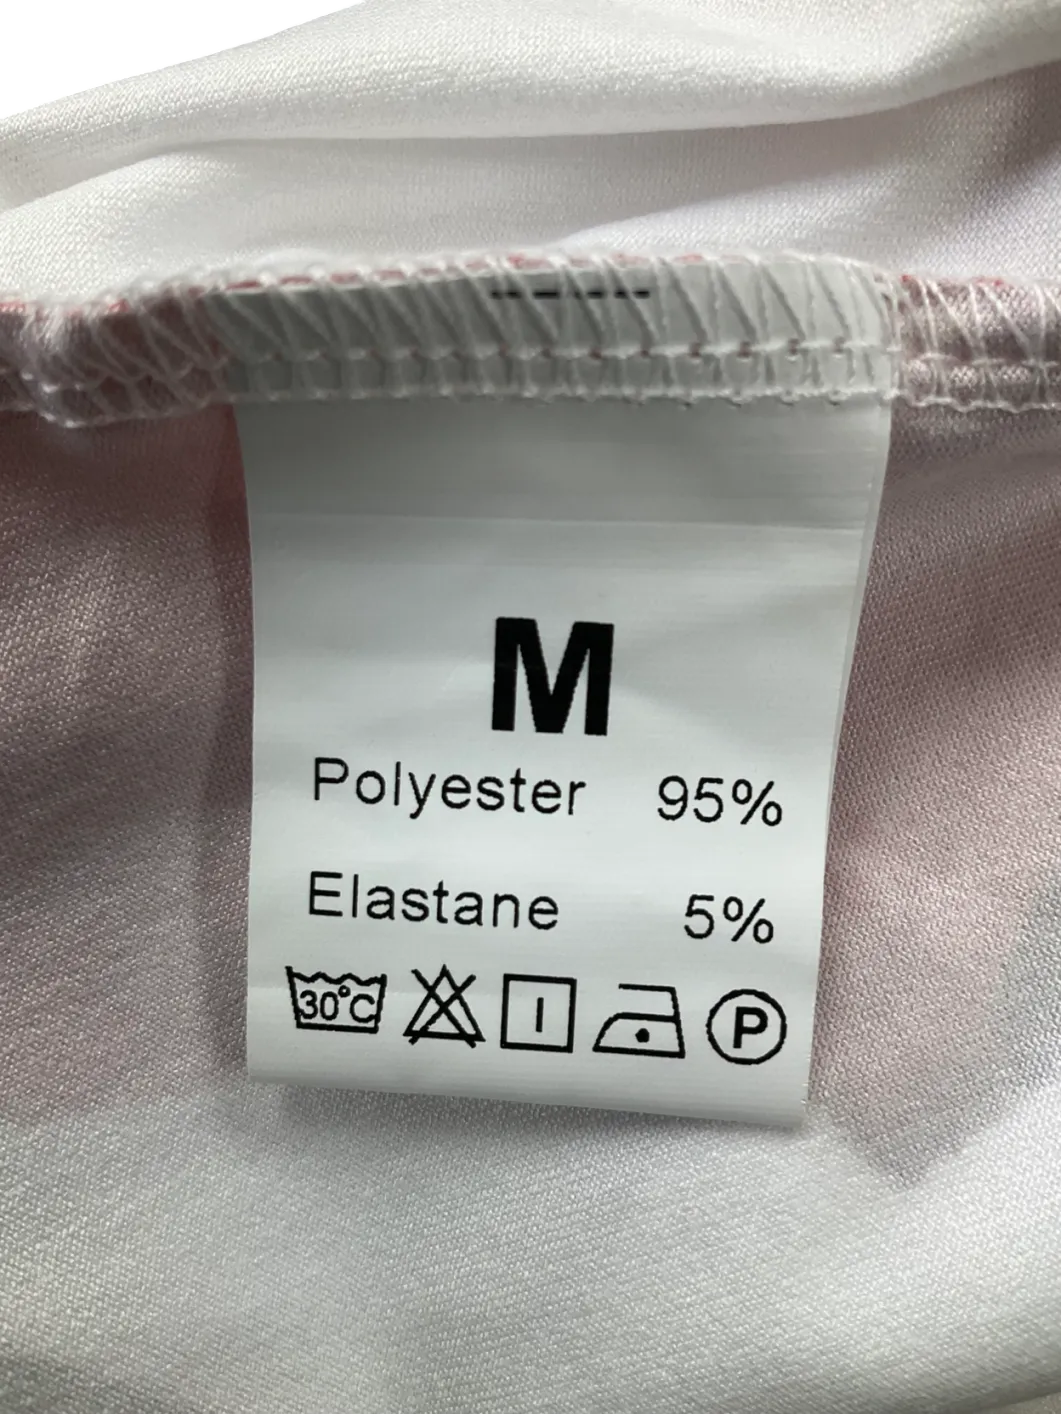 M
Polyester 95%
Elastane 5%
30°C P